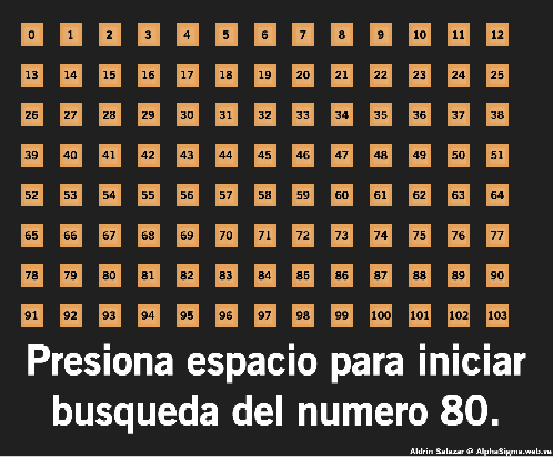 0 1 2 3 4 5 6 7 8 9 10 11 12
13 14 15 16 17 18 19 20 21 22 23 24 25
26 27 28 29 30 31 32 33 34 35 36 37 38
39 40 41 42 43 44 45 46 47 48 49 50 51
52 53 54 55 56 57 58 59 60 61 62 63 64
65 66 67 68 69 70 71 72 73 74 75 76 77
78 79 80 81 82 83 84 85 86 87 88 89 90
91 92 93 94 95 96 97 98 99 100 101 102 103
Presiona espacio para iniciar
busqueda del numero 80.
Aldrin Salazar @ AlphaSigma.web.ve